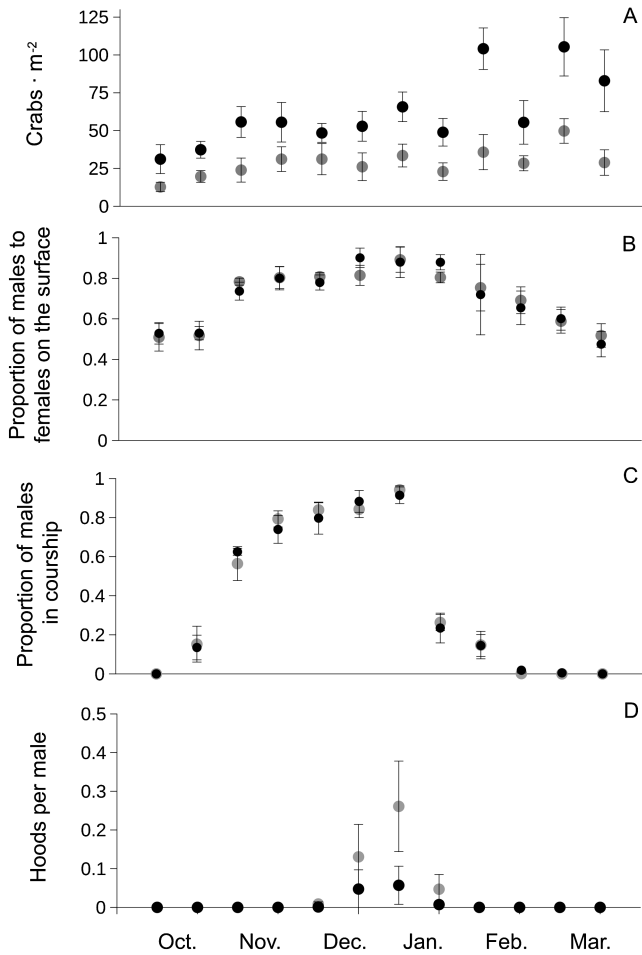 A
Crabs · m-2
125
100
75
50
25
0
B
Proportion of males to
females on the surface
1
0.8
0.6
0.4
0.2
0
C
Proportion of males
in courship
1
0.8
0.6
0.4
0.2
0
D
Hoods per male
0.5
0.4
0.3
0.2
0.1
0
Oct. Nov. Dec. Jan. Feb. Mar.